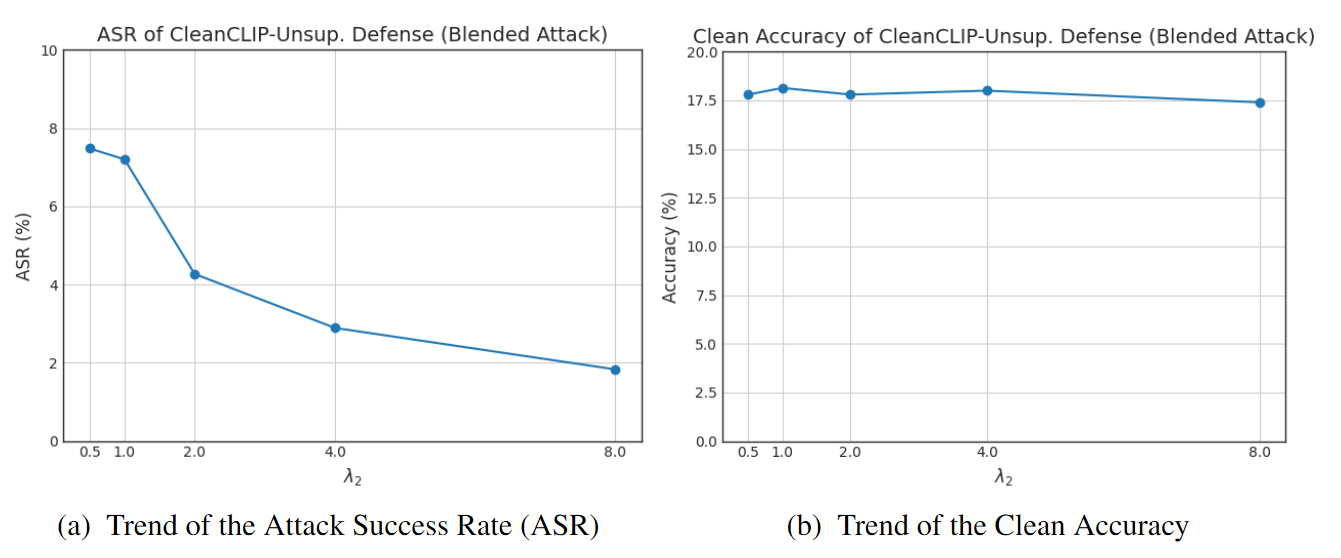 ASR of CleanCLIP-Unsup. Defense (Blended Attack)
10
8
6
4
2
0
ASR (%)
0.5 1.0 2.0 4.0 8.0
λ2
(a) Trend of the Attack Success Rate (ASR)
Clean Accuracy of CleanCLIP-Unsup. Defense (Blended Attack)
20.0
17.5
15.0
12.5
10.0
7.5
5.0
2.5
0.0
Accuracy (%)
0.5 1.0 2.0 4.0 8.0
λ2
(b) Trend of the Clean Accuracy